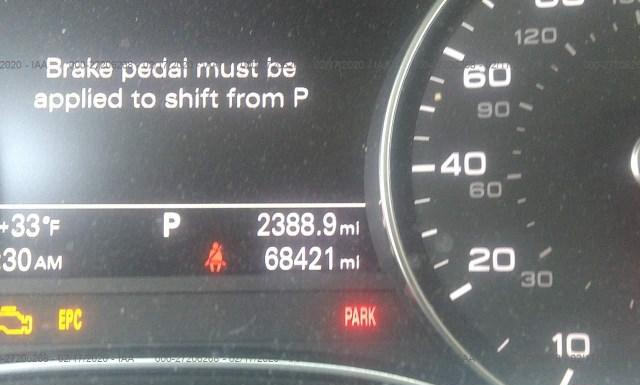 Brake pedal must be
applied to shift from P
+33°F P 2388.9 mi
:30 AM 68421 mi
EPC PARK
120
60
90
40
60
20
30
10